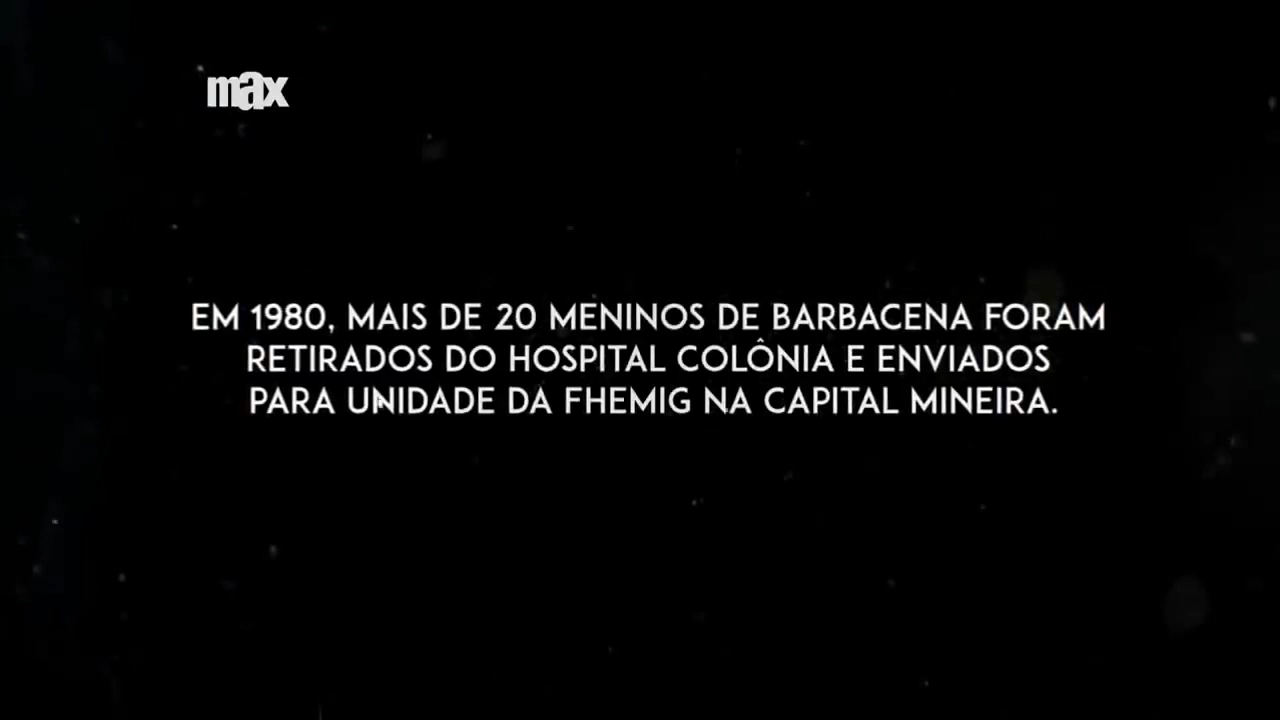 max
EM 1980, MAIS DE 20 MENINOS DE BARBACENA FORAM
RETIRADOS DO HOSPITAL COLÔNIA E ENVIADOS
PARA UNIDADE DA FHEMIG NA CAPITAL MINEIRA.